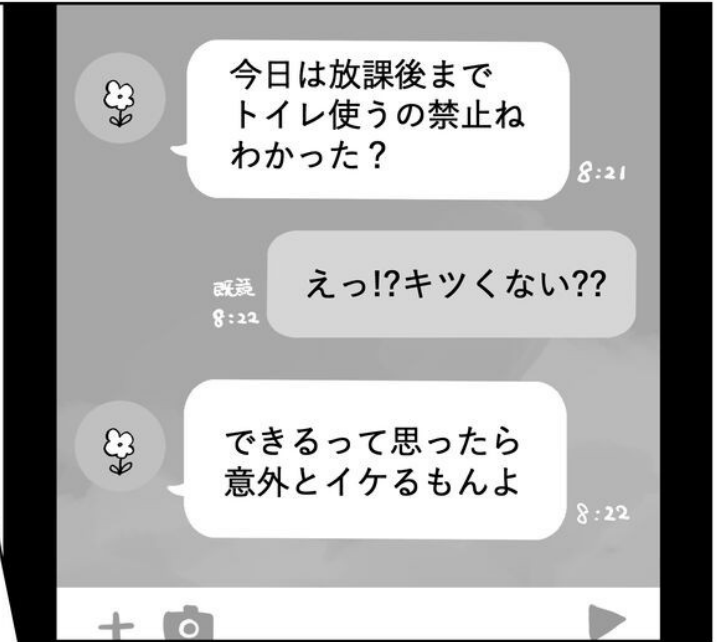 今日は放課後まで
トイレ使うの禁止ね
わかった？
8:21
えっ!?キツくない??
既読
8:22
できるって思ったら
意外とイケるもんよ
8:22